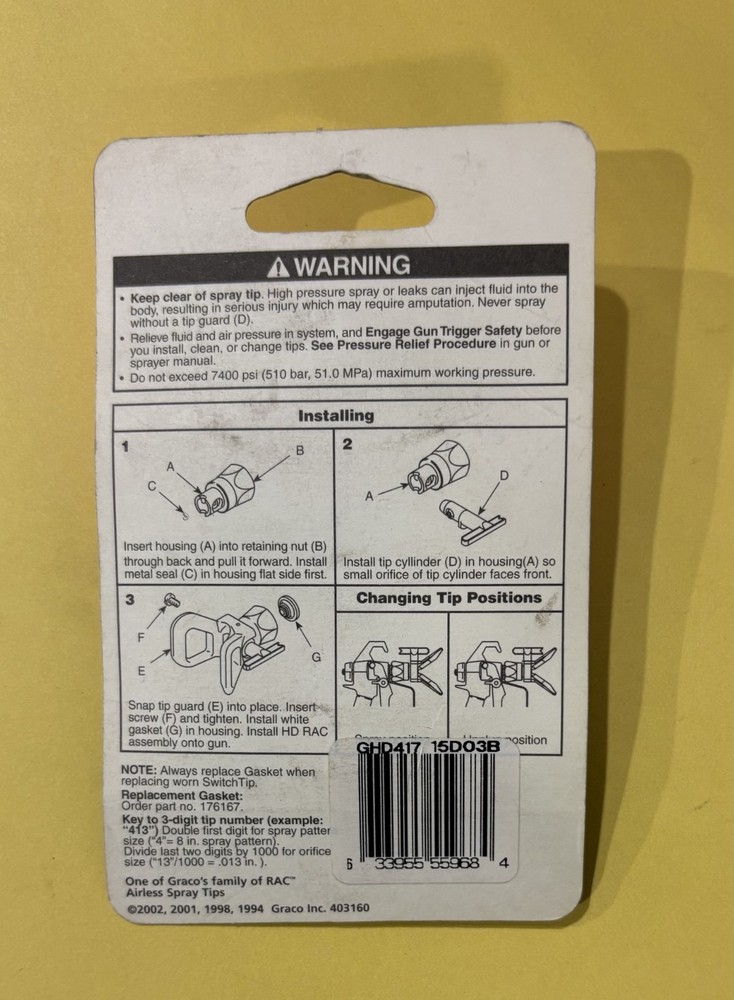 WARNING
• Keep clear of spray tip. High pressure spray or leaks can inject fluid into the
body, resulting in serious injury which may require amputation. Never spray
without a tip guard (D).
• Relieve fluid and air pressure in system, and Engage Gun Trigger Safety before
you install, clean, or change tips. See Pressure Relief Procedure in gun or
sprayer manual.
• Do not exceed 7400 psi (510 bar, 51.0 MPa) maximum working pressure.
Installing
1
A
B
C
Insert housing (A) into retaining nut (B)
through back and pull it forward. Install
metal seal (C) in housing flat side first.
2
A
D
Install tip cyllinder (D) in housing(A) so
small orifice of tip cylinder faces front.
3
F
E
G
Snap tip guard (E) into place. Insert
screw (F) and tighten. Install white
gasket (G) in housing. Install HD RAC
assembly onto gun.
Changing Tip Positions
Spray position
Unplug position
NOTE: Always replace Gasket when
replacing worn SwitchTip.
Replacement Gasket:
Order part no. 176167.
Key to 3-digit tip number (example:
"413") Double first digit for spray patter
size ("4"= 8 in. spray pattern).
Divide last two digits by 1000 for orifice
size ("13"/1000 = .013 in. ).
One of Graco's family of RAC™
Airless Spray Tips
©2002, 2001, 1998, 1994 Graco Inc. 403160
GHD417 15D03B
6 33955 55968 4